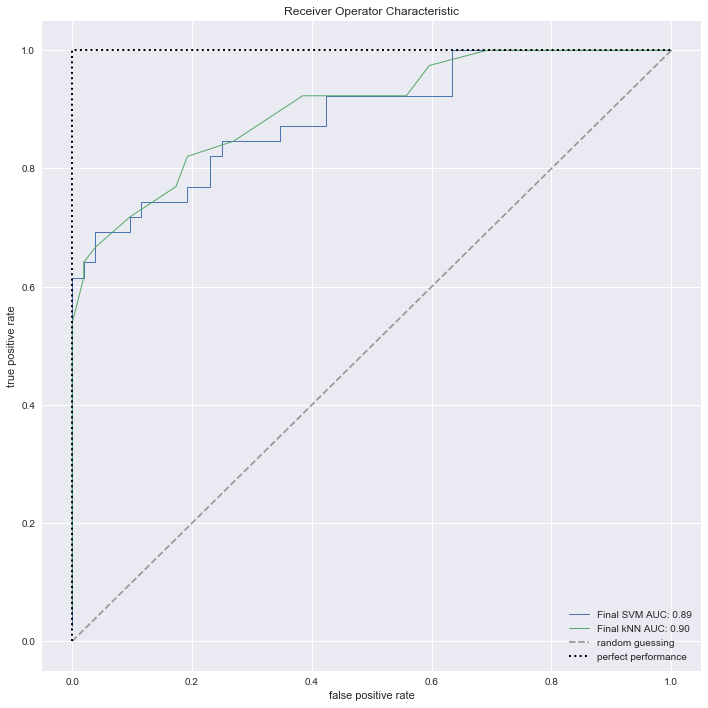 Receiver Operator Characteristic
true positive rate
1.0
0.8
0.6
0.4
0.2
0.0
Final SVM AUC: 0.89
Final kNN AUC: 0.90
random guessing
perfect performance
0.0 0.2 0.4 0.6 0.8 1.0
false positive rate